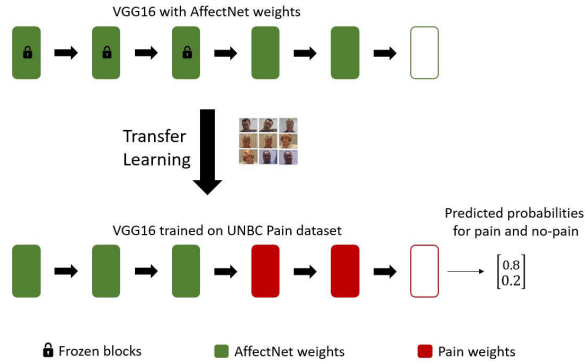 VGG16 with AffectNet weights
Transfer
Learning
VGG16 trained on UNBC Pain dataset
Predicted probabilities
for pain and no-pain
0.8
0.2
Frozen blocks
AffectNet weights
Pain weights